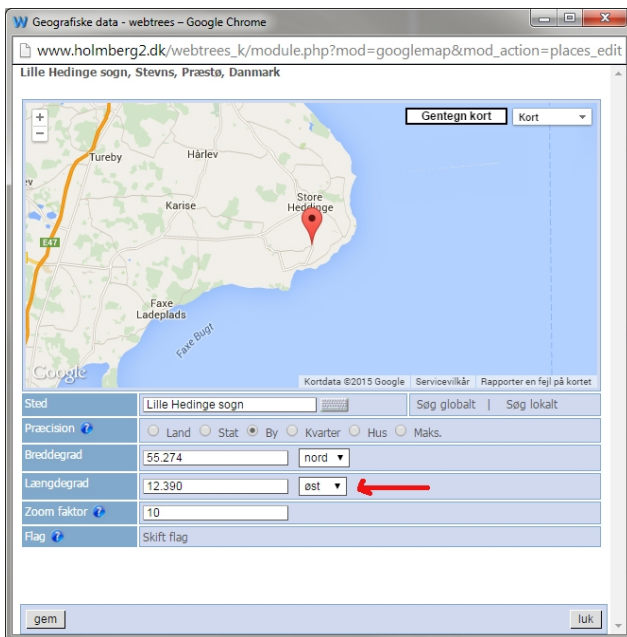 Geografiske data - webtrees – Google Chrome
www.holmberg2.dk/webtrees_k/module.php?mod=googlemap&mod_action=places_edit
Lille Hedinge sogn, Stevns, Præstø, Danmark
+
Gentegn kort
Kort
−
Tureby
Hårlev
Karise
Store
Heddinge
E47
Faxe
Ladeplads
Faxe Bugt
Google
Kortdata ©2015 Google
Servicevilkår
Rapporter en fejl på kortet
Sted
Lille Hedinge sogn
Søg globalt | Søg lokalt
Præcision ? Land Stat By Kvarter Hus Maks.
Breddegrad 55.274 nord
Længdegrad 12.390 øst
Zoom faktor ? 10
Flag ? Skift flag
gem
luk